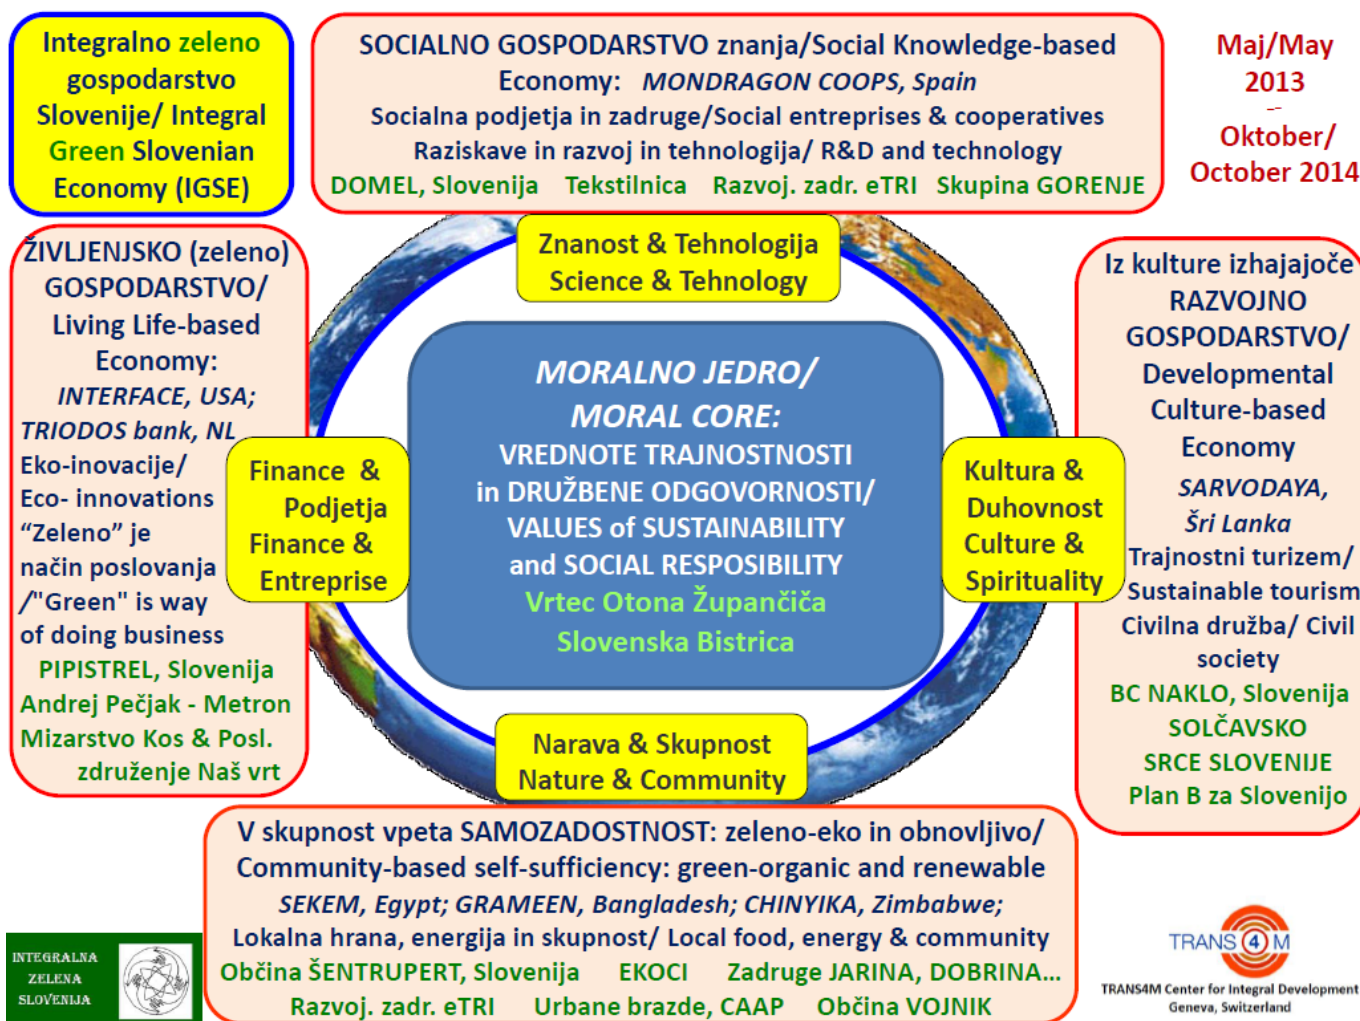 Integralno zeleno
gospodarstvo
Slovenije/ Integral
Green Slovenian
Economy (IGSE)
SOCIALNO GOSPODARSTVO znanja/Social Knowledge-based
Economy: MONDRAGON COOPS, Spain
Socialna podjetja in zadruge/Social entreprises & cooperatives
Raziskave in razvoj in tehnologija/ R&D and technology
DOMEL, Slovenija Tekstilnica Razvoj. zadr. eTRI Skupina GORENJE
Maj/May
2013
--
Oktober/
October 2014
Znanost & Tehnologija
Science & Tehnology
ŽIVLJENJSKO (zeleno)
GOSPODARSTVO/
Living Life-based
Economy:
INTERFACE, USA;
TRIODOS bank, NL
Eko-inovacije/
Eco- innovations
“Zeleno” je
način poslovanja
/"Green" is way
of doing business
PIPISTREL, Slovenija
Andrej Pečjak - Metron
Mizarstvo Kos & Posl.
združenje Naš vrt
Finance &
Podjetja
Finance &
Entreprise
MORALNO JEDRO/
MORAL CORE:
VREDNOTE TRAJNOSTNOSTI
in DRUŽBENE ODGOVORNOSTI/
VALUES of SUSTAINABILITY
and SOCIAL RESPOSIBILITY
Vrtec Otona Župančiča
Slovenska Bistrica
Kultura &
Duhovnost
Culture &
Spirituality
Iz kulture izhajajoče
RAZVOJNO
GOSPODARSTVO/
Developmental
Culture-based
Economy
SARVODAYA,
Šri Lanka
Trajnostni turizem/
Sustainable tourism
Civilna družba/ Civil
society
BC NAKLO, Slovenija
SOLČAVSKO
SRCE SLOVENIJE
Plan B za Slovenijo
Narava & Skupnost
Nature & Community
V skupnost vpeta SAMOZADOSTNOST: zeleno-eko in obnovljivo/
Community-based self-sufficiency: green-organic and renewable
SEKEM, Egypt; GRAMEEN, Bangladesh; CHINYIKA, Zimbabwe;
Lokalna hrana, energija in skupnost/ Local food, energy & community
Občina ŠENTRUPERT, Slovenija EKOCI Zadruge JARINA, DOBRINA...
Razvoj. zadr. eTRI Urbane brazde, CAAP Občina VOJNIK
INTEGRALNA
ZELENA
SLOVENIJA
TRANS 4 M
TRANS4M Center for Integral Development
Geneva, Switzerland